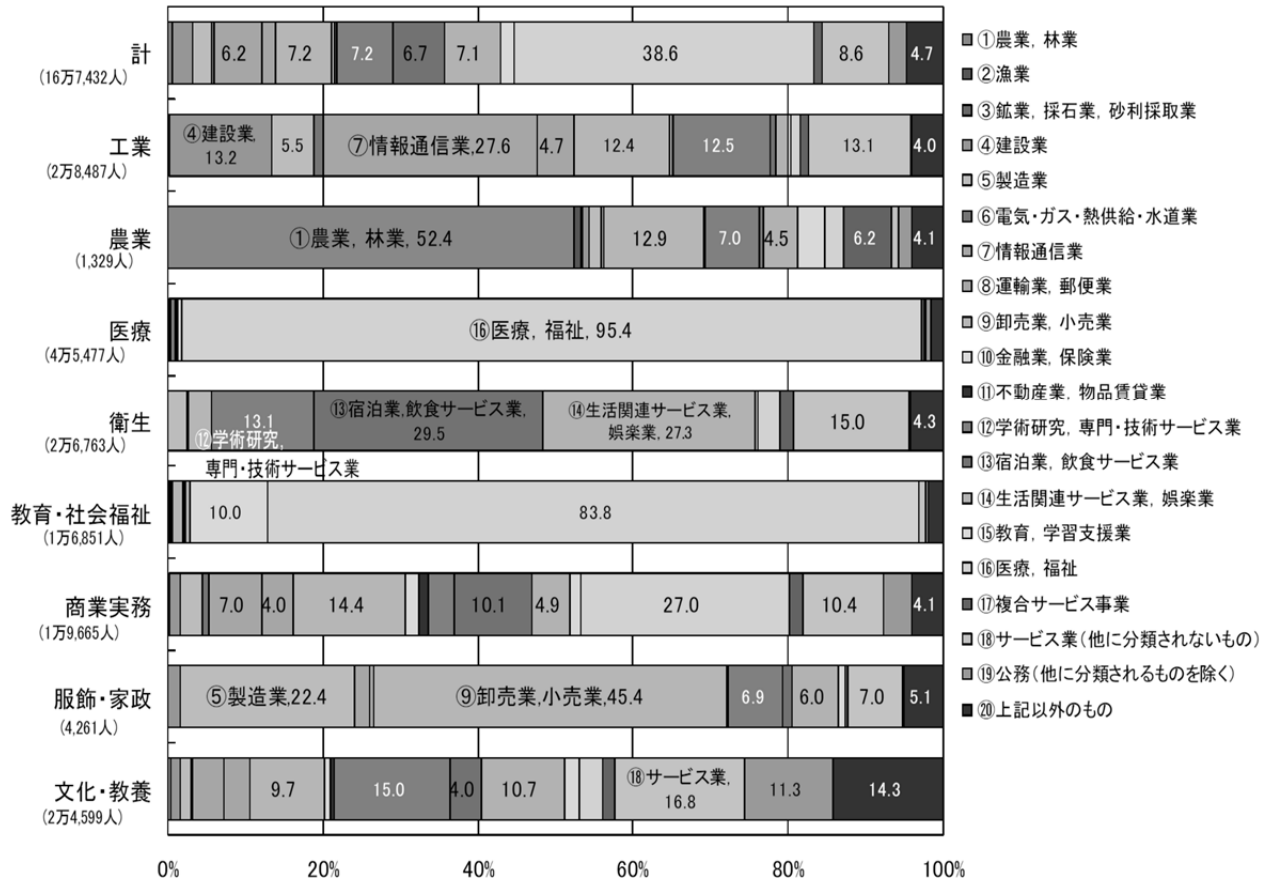 計
(16万7,432人)
6.2 7.2 7.2 6.7 7.1 38.6 8.6 4.7
工業
(2万8,487人)
④建設業,
13.2
5.5
⑦情報通信業,27.6
4.7 12.4 12.5 13.1 4.0
農業
(1,329人)
①農業, 林業, 52.4
12.9 7.0 4.5 6.2 4.1
医療
(4万5,477人)
⑯医療, 福祉, 95.4
衛生
(2万6,763人)
13.1
⑫学術研究,
専門・技術サービス業
⑬宿泊業,飲食サービス業,
29.5
⑭生活関連サービス業,
娯楽業, 27.3
15.0 4.3
教育・社会福祉
(1万6,851人)
10.0 83.8
商業実務
(1万9,665人)
7.0 4.0 14.4 10.1 4.9 27.0 10.4 4.1
服飾・家政
(4,261人)
⑤製造業,22.4
⑨卸売業,小売業,45.4
6.9 6.0 7.0 5.1
文化・教養
(2万4,599人)
9.7 15.0 4.0 10.7
⑱サービス業,
16.8
11.3 14.3
0% 20% 40% 60% 80% 100%
①農業, 林業
②漁業
③鉱業, 採石業, 砂利採取業
④建設業
⑤製造業
⑥電気・ガス・熱供給・水道業
⑦情報通信業
⑧運輸業, 郵便業
⑨卸売業, 小売業
⑩金融業, 保険業
⑪不動産業, 物品賃貸業
⑫学術研究, 専門・技術サービス業
⑬宿泊業, 飲食サービス業
⑭生活関連サービス業, 娯楽業
⑮教育, 学習支援業
⑯医療, 福祉
⑰複合サービス事業
⑱サービス業(他に分類されないもの)
⑲公務(他に分類されるものを除く)
⑳上記以外のもの